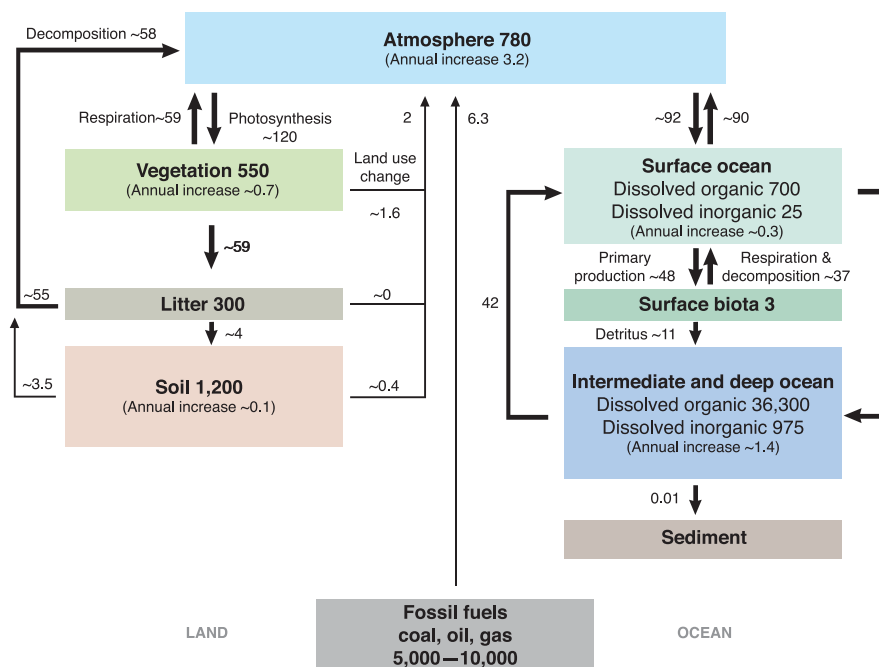 Decomposition ~58
Atmosphere 780
(Annual increase 3.2)
Respiration~59
Photosynthesis
~120
2
6.3
~92
~90
Vegetation 550
(Annual increase ~0.7)
Land use
change
~1.6
Surface ocean
Dissolved organic 700
Dissolved inorganic 25
(Annual increase ~0.3)
~59
Primary
production ~48
Respiration &
decomposition ~37
~55
Litter 300
~0
42
Surface biota 3
~4
Detritus ~11
~3.5
Soil 1,200
(Annual increase ~0.1)
~0.4
Intermediate and deep ocean
Dissolved organic 36,300
Dissolved inorganic 975
(Annual increase ~1.4)
0.01
Sediment
LAND
Fossil fuels
coal, oil, gas
5,000—10,000
OCEAN